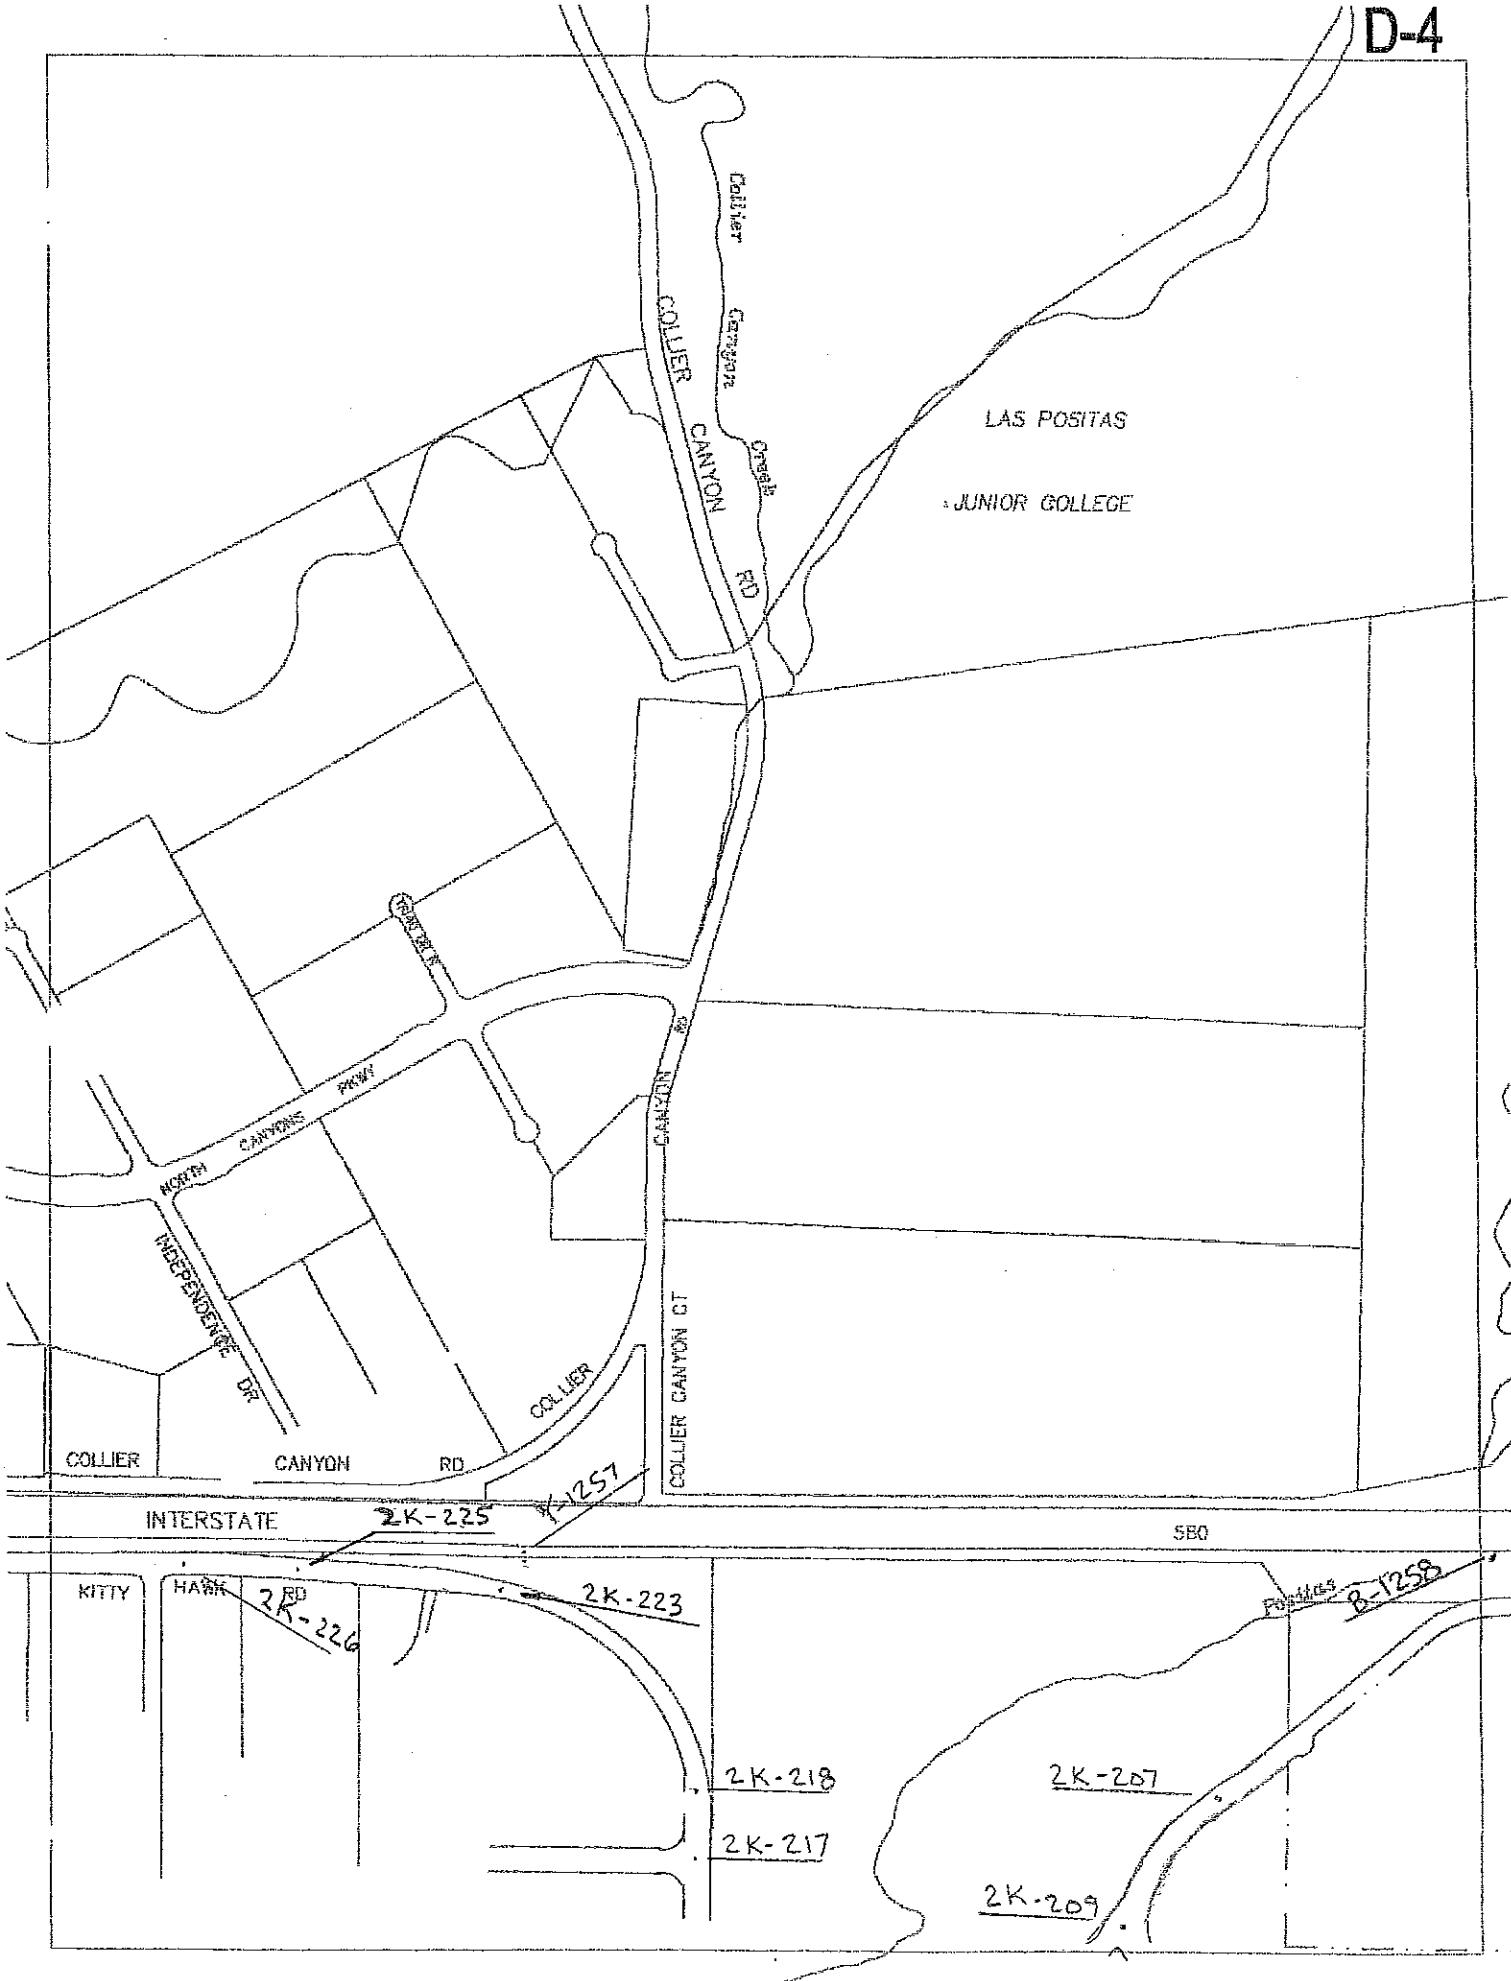 D-4
Collier
Canyon
Creek
COLLIER
CANYON
RD
LAS POSITAS
JUNIOR COLLEGE
TRIAD DR N
RD
CANYON
NORTH CANYONS PKWY
INDEPENDENCE
DR
COLLIER
COLLIER CANYON CT
COLLIER CANYON RD
K-1257
INTERSTATE
2K-225
580
KITTY HAWK RD
2K-226
2K-223
Positas
B-1258
2K-218
2K-207
2K-217
2K-209